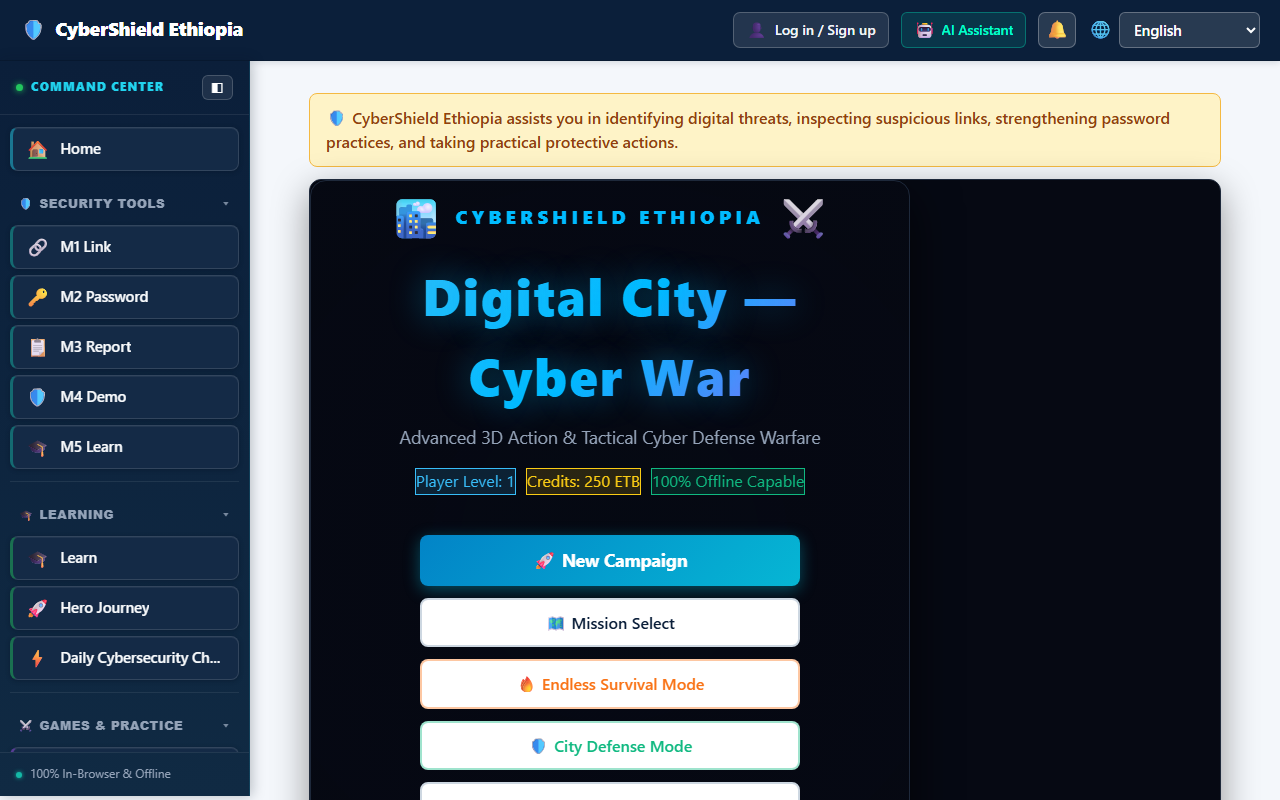 CyberShield Ethiopia
Log in / Sign up
AI Assistant
English
COMMAND CENTER
Home
SECURITY TOOLS
M1 Link
M2 Password
M3 Report
M4 Demo
M5 Learn
LEARNING
Learn
Hero Journey
Daily Cybersecurity Ch...
GAMES & PRACTICE
100% In-Browser & Offline
CyberShield Ethiopia assists you in identifying digital threats, inspecting suspicious links, strengthening password
practices, and taking practical protective actions.
CYBERSHIELD ETHIOPIA
Digital City —
Cyber War
Advanced 3D Action & Tactical Cyber Defense Warfare
Player Level: 1
Credits: 250 ETB
100% Offline Capable
New Campaign
Mission Select
Endless Survival Mode
City Defense Mode